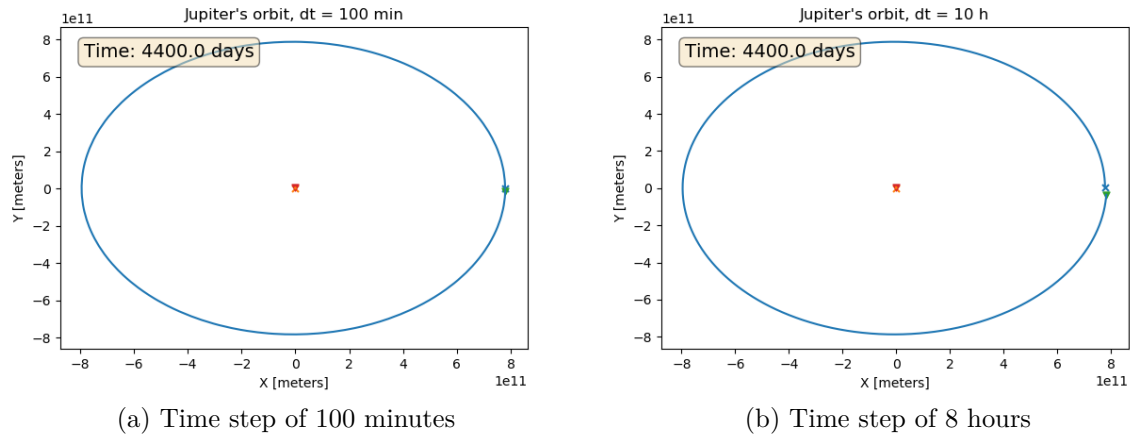 Jupiter's orbit, dt = 100 min
1e11
Time: 4400.0 days
8
6
4
2
0
−2
−4
−6
−8
Y [meters]
−8 −6 −4 −2 0 2 4 6 8
1e11
X [meters]
(a) Time step of 100 minutes
Jupiter's orbit, dt = 10 h
1e11
Time: 4400.0 days
8
6
4
2
0
−2
−4
−6
−8
Y [meters]
−8 −6 −4 −2 0 2 4 6 8
1e11
X [meters]
(b) Time step of 8 hours